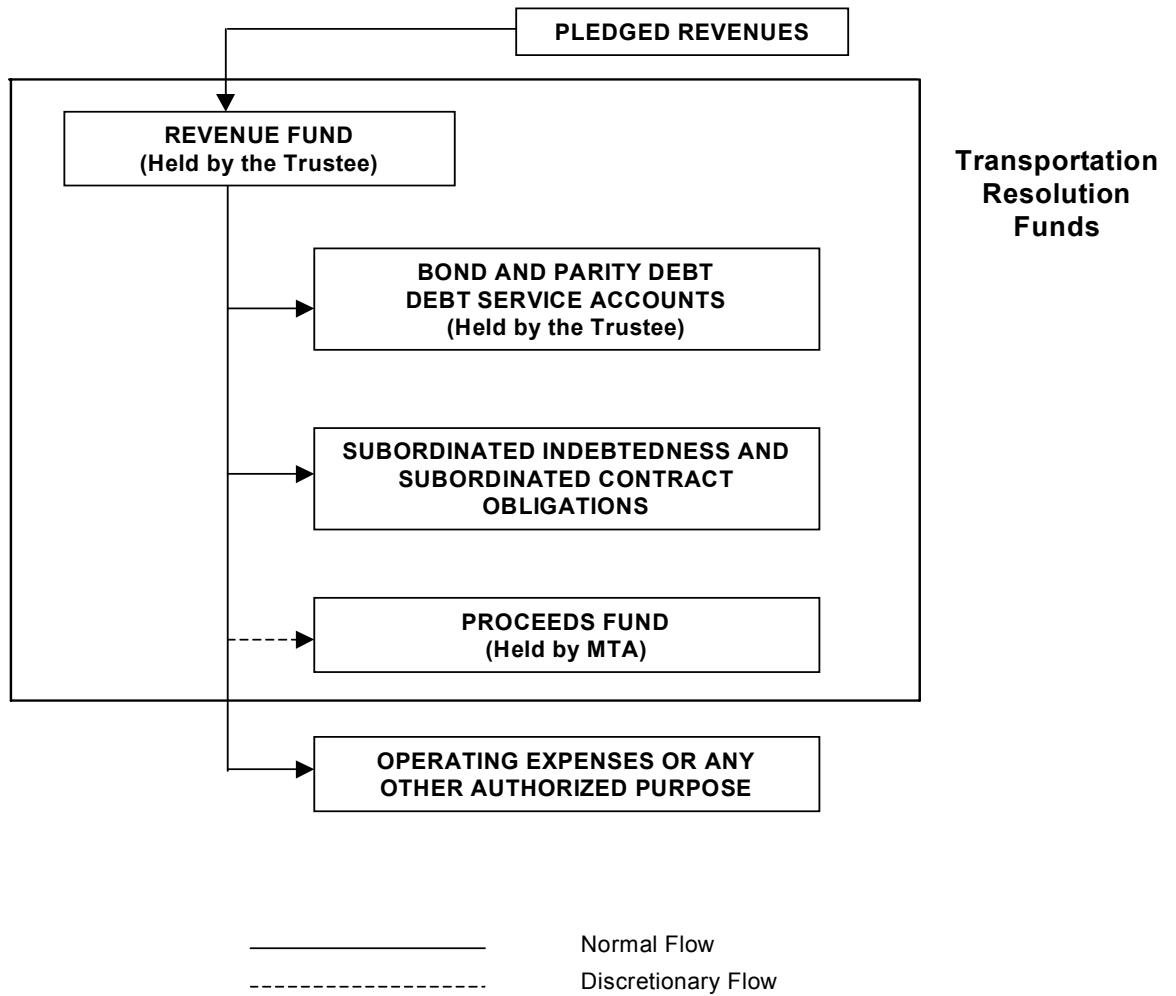 PLEDGED REVENUES
REVENUE FUND
(Held by the Trustee)
Transportation
Resolution
Funds
BOND AND PARITY DEBT
DEBT SERVICE ACCOUNTS
(Held by the Trustee)
SUBORDINATED INDEBTEDNESS AND
SUBORDINATED CONTRACT
OBLIGATIONS
PROCEEDS FUND
(Held by MTA)
OPERATING EXPENSES OR ANY
OTHER AUTHORIZED PURPOSE
Normal Flow
Discretionary Flow